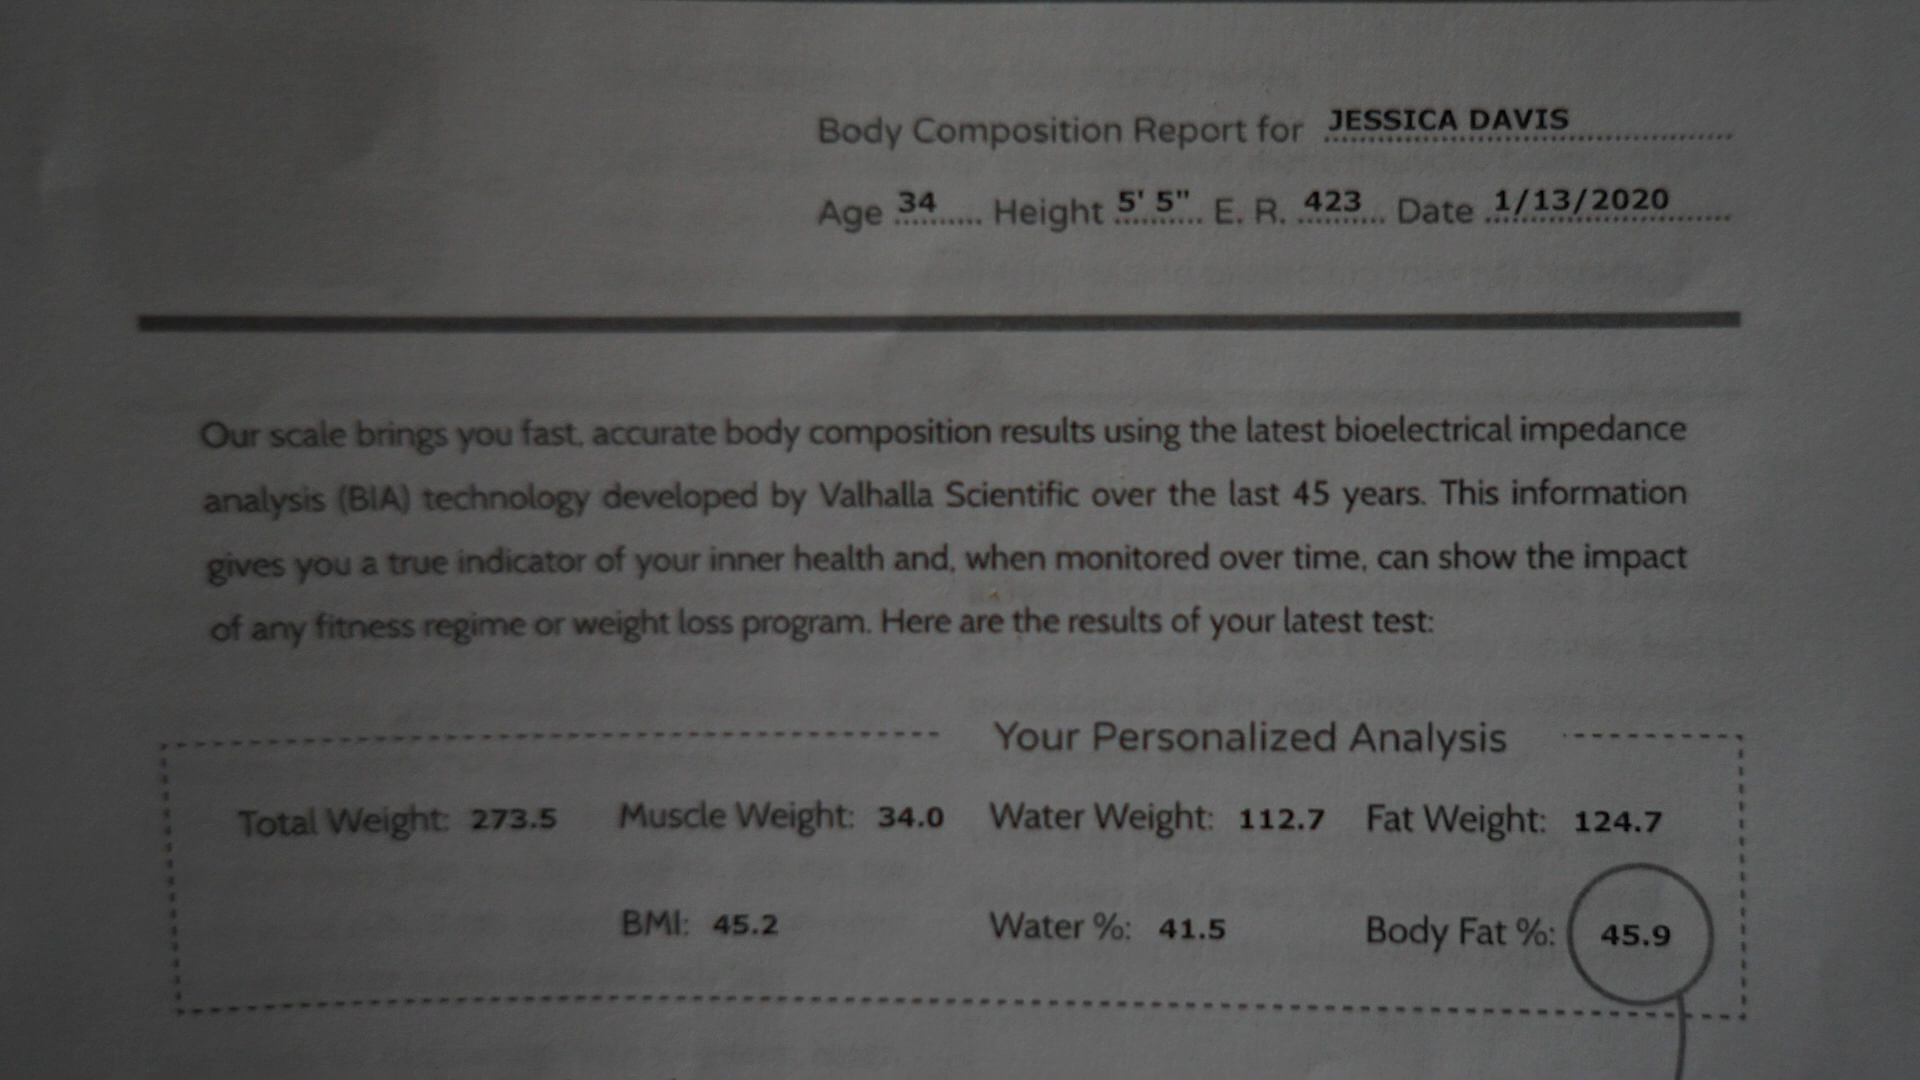 Body Composition Report for JESSICA DAVIS
Age 34 Height 5' 5" E. R. 423 Date 1/13/2020
Our scale brings you fast, accurate body composition results using the latest bioelectrical impedance
analysis (BIA) technology developed by Valhalla Scientific over the last 45 years. This information
gives you a true indicator of your inner health and, when monitored over time, can show the impact
of any fitness regime or weight loss program. Here are the results of your latest test:
Your Personalized Analysis
Total Weight: 273.5 Muscle Weight: 34.0 Water Weight: 112.7 Fat Weight: 124.7
BMI: 45.2 Water %: 41.5 Body Fat %: 45.9